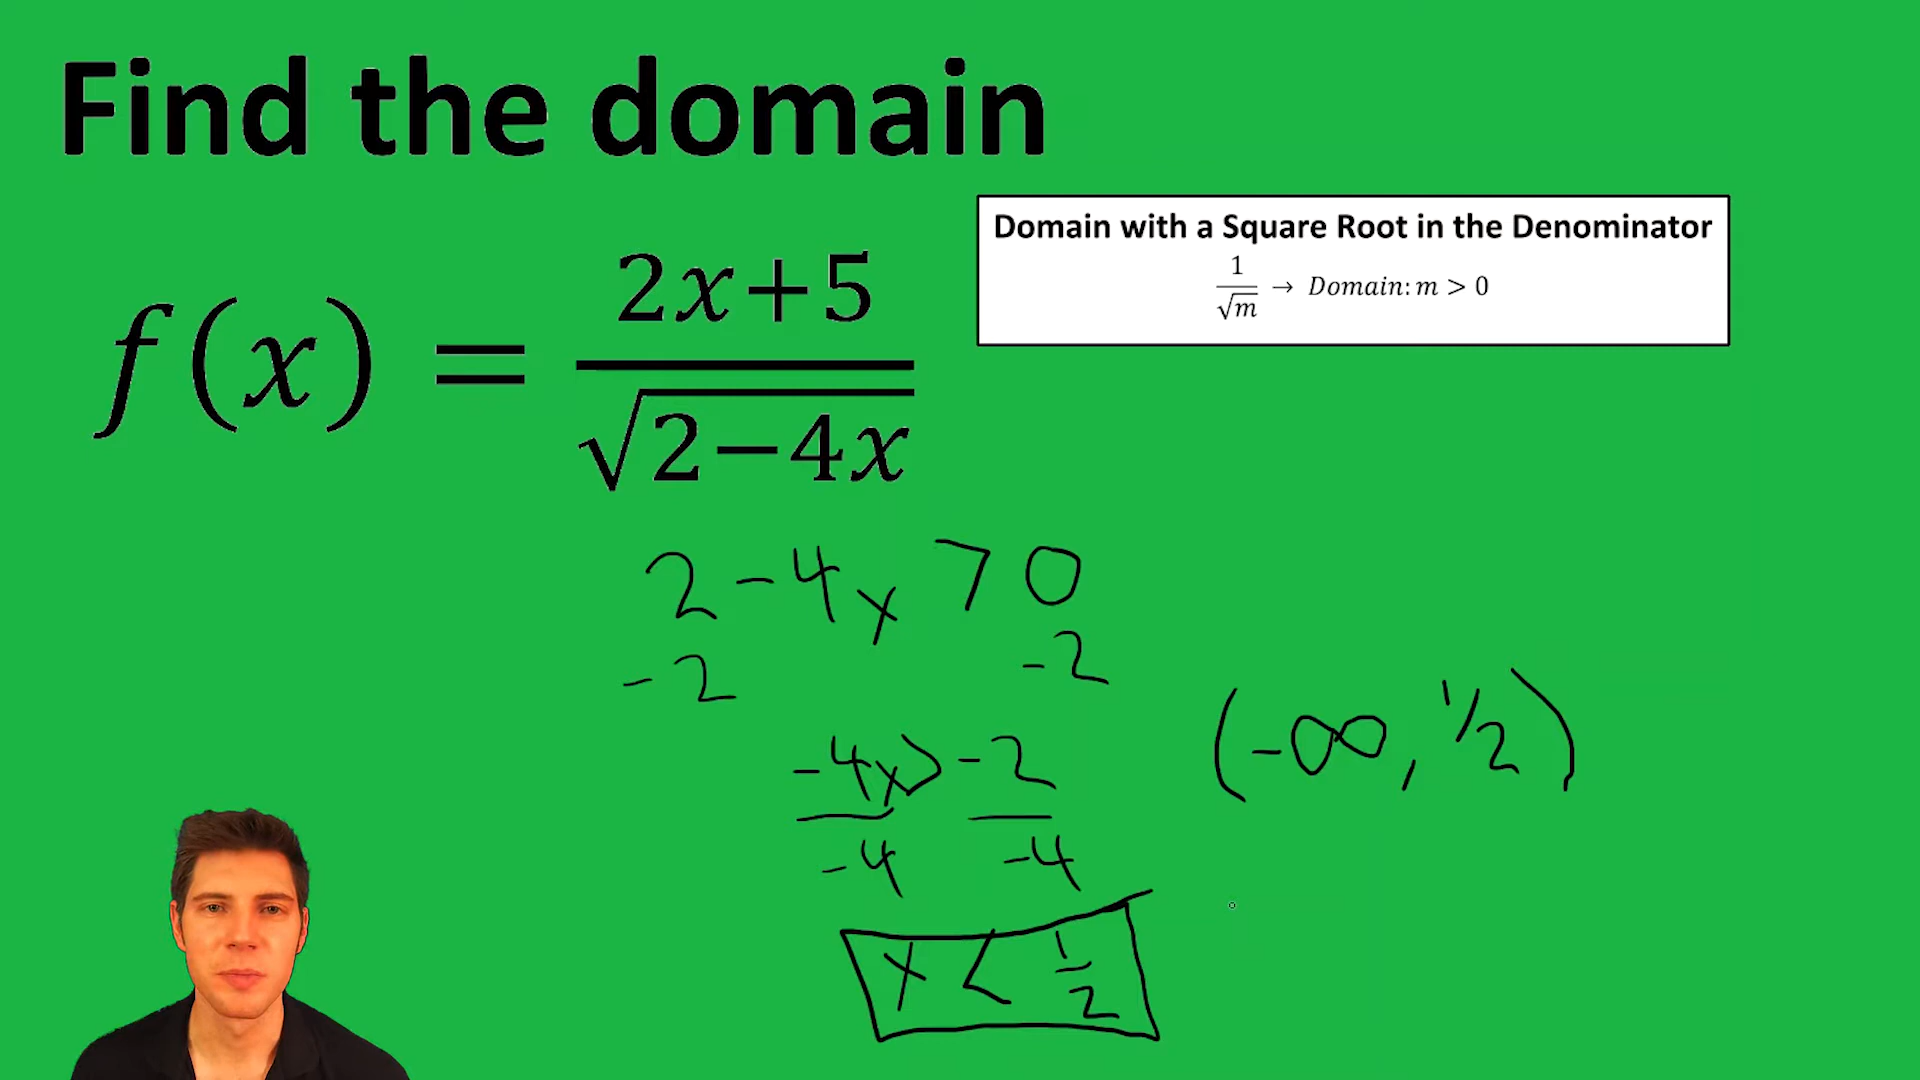 Find the domain
Domain with a Square Root in the Denominator
1/√m → Domain: m > 0
f(x) = (2x+5)/√(2−4x)
2 - 4x > 0
-2 -2
-4x > -2
-4 -4
(-∞, 1/2)
x < 1/2